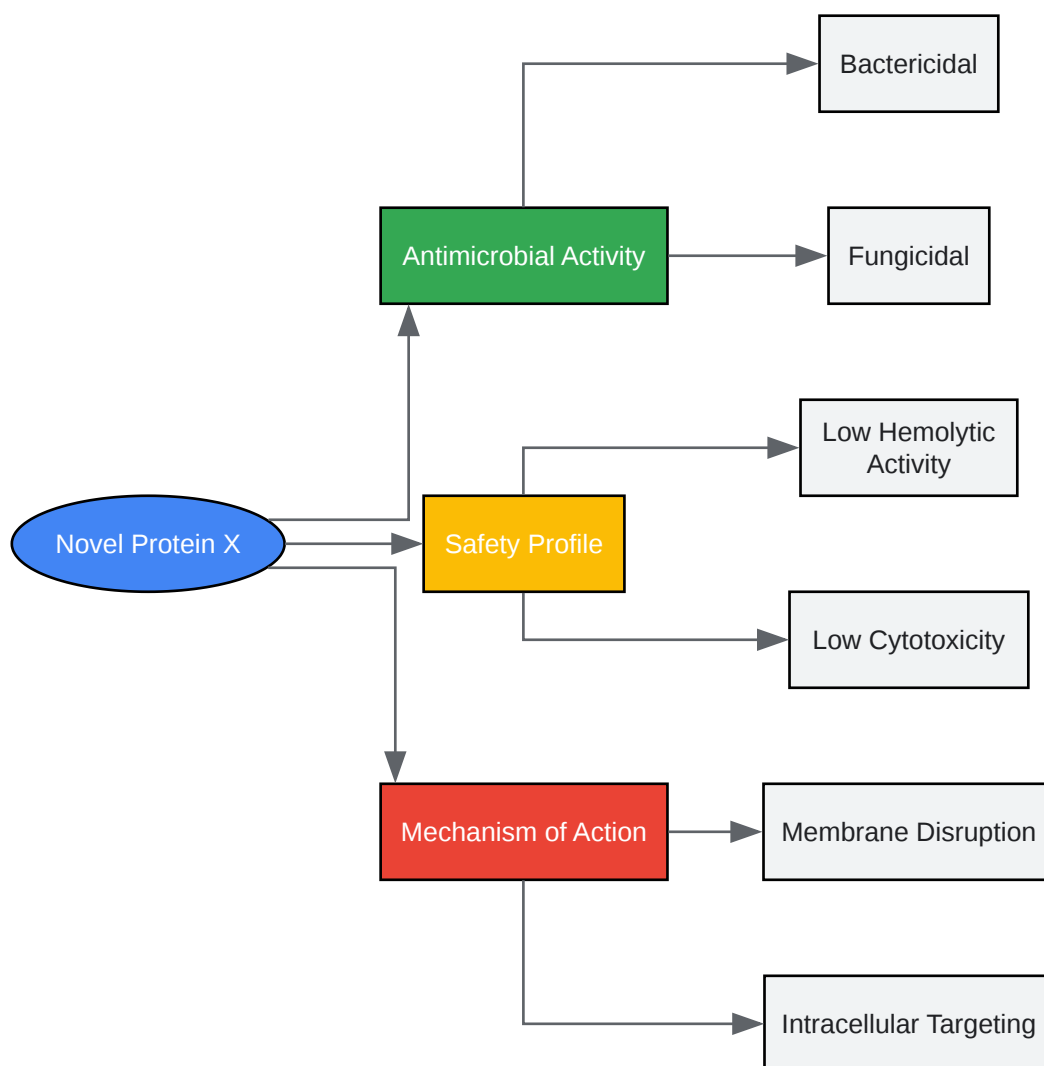 Bactericidal
Antimicrobial Activity
Fungicidal
Low Hemolytic
Activity
Novel Protein X
Safety Profile
Low Cytotoxicity
Mechanism of Action
Membrane Disruption
Intracellular Targeting